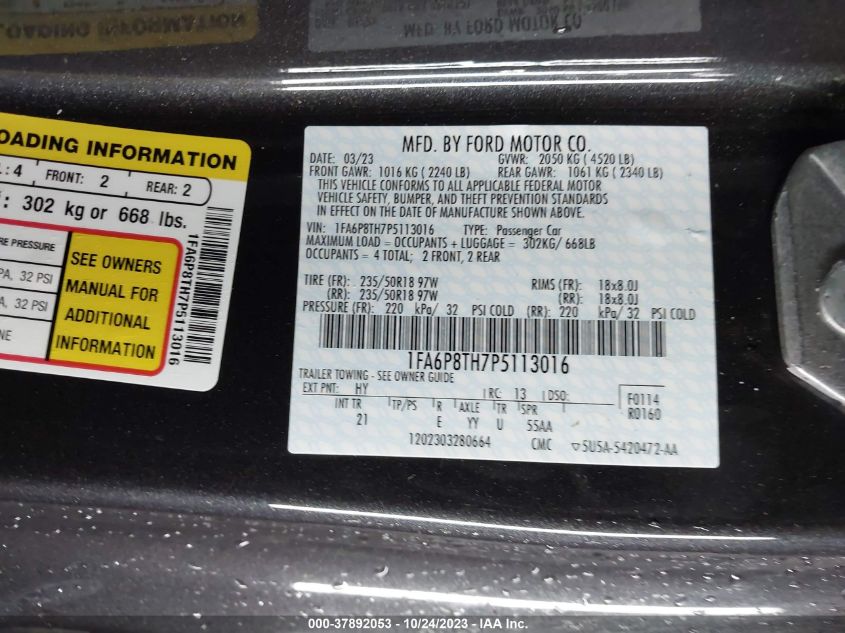 MFD. BY FORD MOTOR CO.
LOADING INFORMATION
: 4 FRONT: 2 REAR: 2
: 302 kg or 668 lbs.
RE PRESSURE
PA, 32 PSI
A, 32 PSI
NE
SEE OWNERS
MANUAL FOR
ADDITIONAL
INFORMATION
1FA6P8TH7P5113016
MFD. BY FORD MOTOR CO.
DATE: 03/23 GVWR: 2050 KG ( 4520 LB)
FRONT GAWR: 1016 KG ( 2240 LB) REAR GAWR: 1061 KG ( 2340 LB)
THIS VEHICLE CONFORMS TO ALL APPLICABLE FEDERAL MOTOR
VEHICLE SAFETY, BUMPER, AND THEFT PREVENTION STANDARDS
IN EFFECT ON THE DATE OF MANUFACTURE SHOWN ABOVE.
VIN: 1FA6P8TH7P5113016 TYPE: Passenger Car
MAXIMUM LOAD = OCCUPANTS + LUGGAGE = 302KG/ 668LB
OCCUPANTS = 4 TOTAL; 2 FRONT, 2 REAR
TIRE (FR): 235/50R18 97W RIMS (FR): 18x8.0J
(RR): 235/50R18 97W (RR): 18x8.0J
PRESSURE (FR): 220 kPa/ 32 PSI COLD (RR): 220 kPa/ 32 PSI COLD
1FA6P8TH7P5113016
TRAILER TOWING - SEE OWNER GUIDE
EXT PNT: HY RC: 13 DSO: F0114
INT TR TP/PS R AXLE TR SPR R0160
21 E YY U 55AA
1202303280664 CMC ▽5U5A-5420472-AA
000-37892053 - 10/24/2023 - IAA Inc.